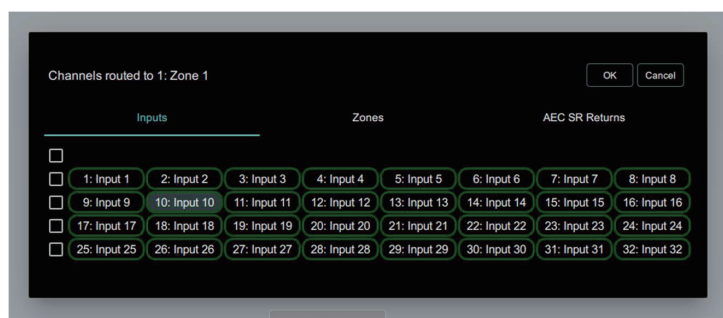 Channels routed to 1: Zone 1 OK Cancel
Inputs Zones AEC SR Returns
1: Input 1 2: Input 2 3: Input 3 4: Input 4 5: Input 5 6: Input 6 7: Input 7 8: Input 8
9: Input 9 10: Input 10 11: Input 11 12: Input 12 13: Input 13 14: Input 14 15: Input 15 16: Input 16
17: Input 17 18: Input 18 19: Input 19 20: Input 20 21: Input 21 22: Input 22 23: Input 23 24: Input 24
25: Input 25 26: Input 26 27: Input 27 28: Input 28 29: Input 29 30: Input 30 31: Input 31 32: Input 32